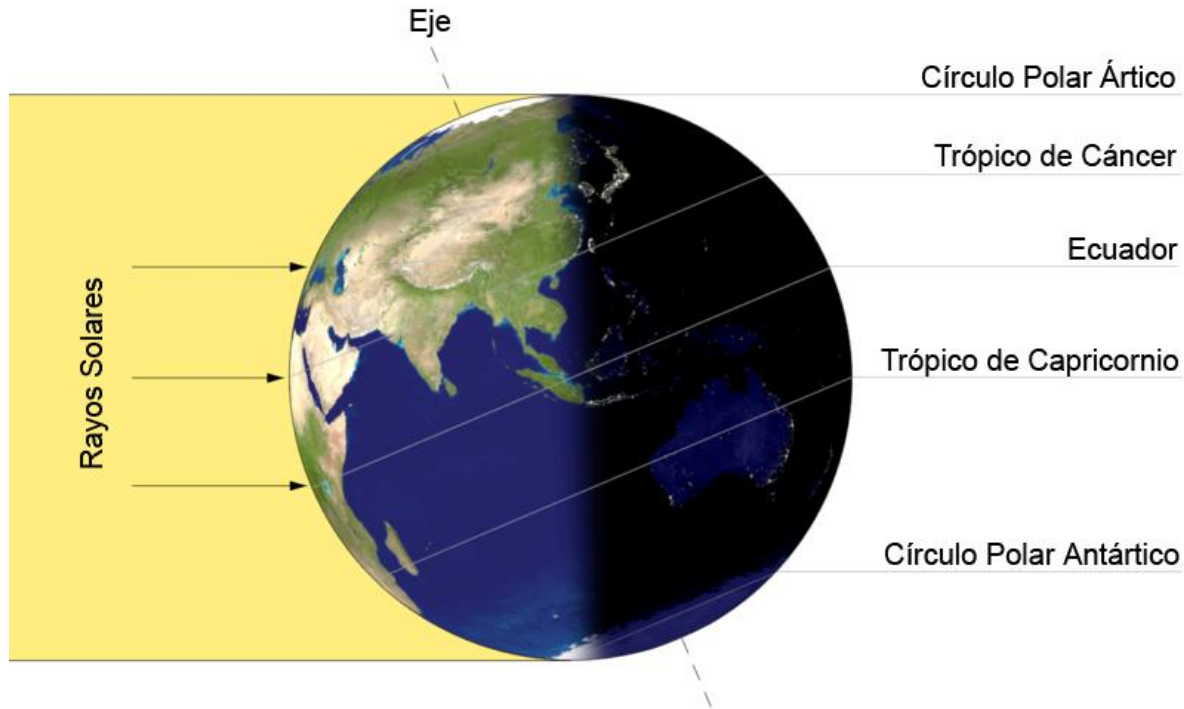 Eje
Círculo Polar Ártico
Trópico de Cáncer
Ecuador
Rayos Solares
Trópico de Capricornio
Círculo Polar Antártico